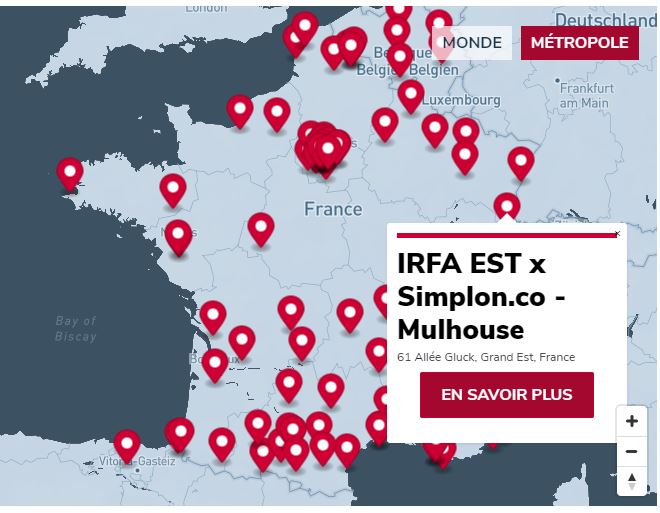 London
Deutschland
MONDE
MÉTROPOLE
België Belgien
Frankfurt
am Main
Luxembourg
France
×
IRFA EST x
Simplon.co -
Mulhouse
61 Allée Gluck, Grand Est, France
EN SAVOIR PLUS
Bay of
Biscay
Vitoria-Gasteiz
+
−